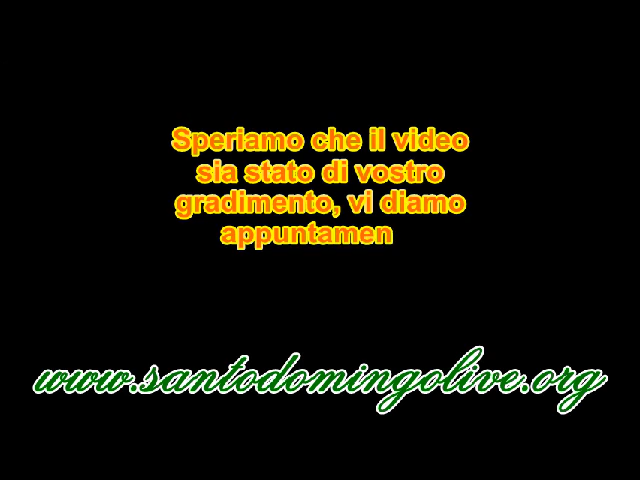 Speriamo che il video
sia stato di vostro
gradimento, vi diamo
appuntamen
www.santodomingolive.org